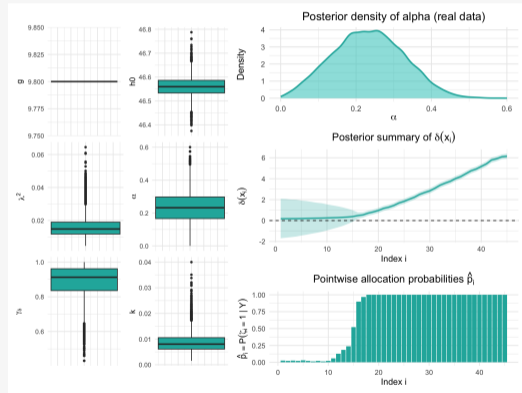 g
9.850
9.825
9.800
9.775
9.750
h0
46.8
46.7
46.6
46.5
46.4
Posterior density of alpha (real data)
Density
4
3
2
1
0
0.0 0.2 0.4 0.6
α
λ²
0.06
0.04
0.02
α
0.6
0.4
0.2
0.0
Posterior summary of δ(xᵢ)
δ(xᵢ)
6
4
2
0
-2
0 10 20 30 40
Index i
1.0
0.8
0.6
k
0.04
0.03
0.02
0.01
0.00
Pointwise allocation probabilities β̂ᵢ
β̂ᵢ = P(ζᵢ = 1 | Y)
1.00
0.75
0.50
0.25
0.00
0 10 20 30 40
Index i